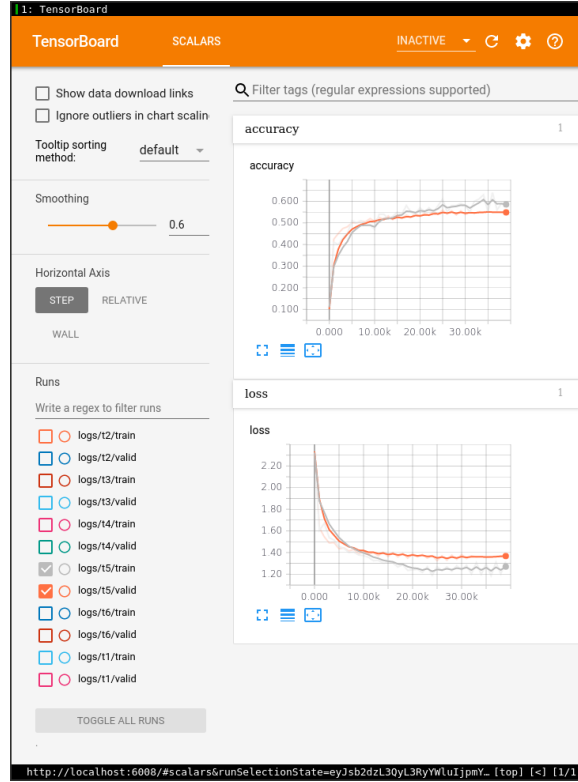 1: TensorBoard
TensorBoard SCALARS INACTIVE
Show data download links
Ignore outliers in chart scalin
Tooltip sorting
method: default
Smoothing
0.6
Horizontal Axis
STEP RELATIVE
WALL
Runs
Write a regex to filter runs
logs/t2/train
logs/t2/valid
logs/t3/train
logs/t3/valid
logs/t4/train
logs/t4/valid
logs/t5/train
logs/t5/valid
logs/t6/train
logs/t6/valid
logs/t1/train
logs/t1/valid
TOGGLE ALL RUNS
.
Filter tags (regular expressions supported)
accuracy 1
accuracy
0.600
0.500
0.400
0.300
0.200
0.100
0.000 10.00k 20.00k 30.00k
loss 1
loss
2.20
2.00
1.80
1.60
1.40
1.20
0.000 10.00k 20.00k 30.00k
http://localhost:6008/#scalars&runSelectionState=eyJsb2dzL3QyL3RyYWluIjpmY… [top] [<] [1/1